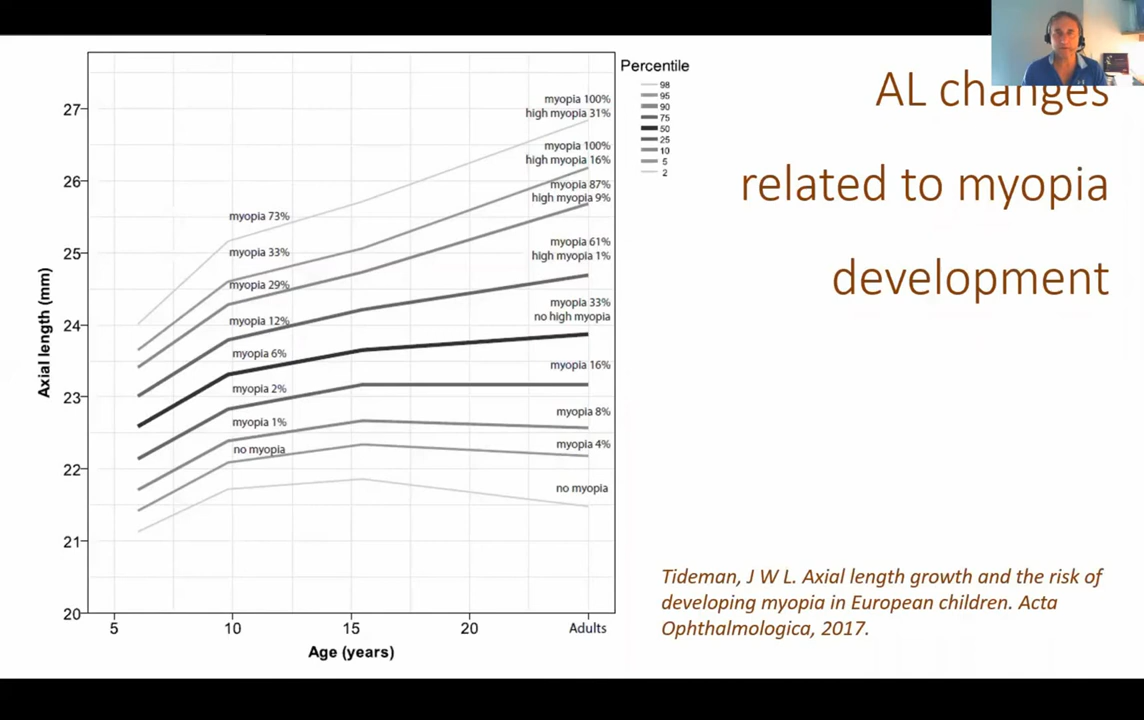 AL changes
related to myopia
development
Percentile
98
95
90
75
50
25
10
5
2
Axial length (mm)
27
26
25
24
23
22
21
20
myopia 100%
high myopia 31%
myopia 100%
high myopia 16%
myopia 87%
high myopia 9%
myopia 61%
high myopia 1%
myopia 33%
no high myopia
myopia 16%
myopia 8%
myopia 4%
no myopia
myopia 73%
myopia 33%
myopia 29%
myopia 12%
myopia 6%
myopia 2%
myopia 1%
no myopia
5 10 15 20 Adults
Age (years)
Tideman, J W L. Axial length growth and the risk of
developing myopia in European children. Acta
Ophthalmologica, 2017.